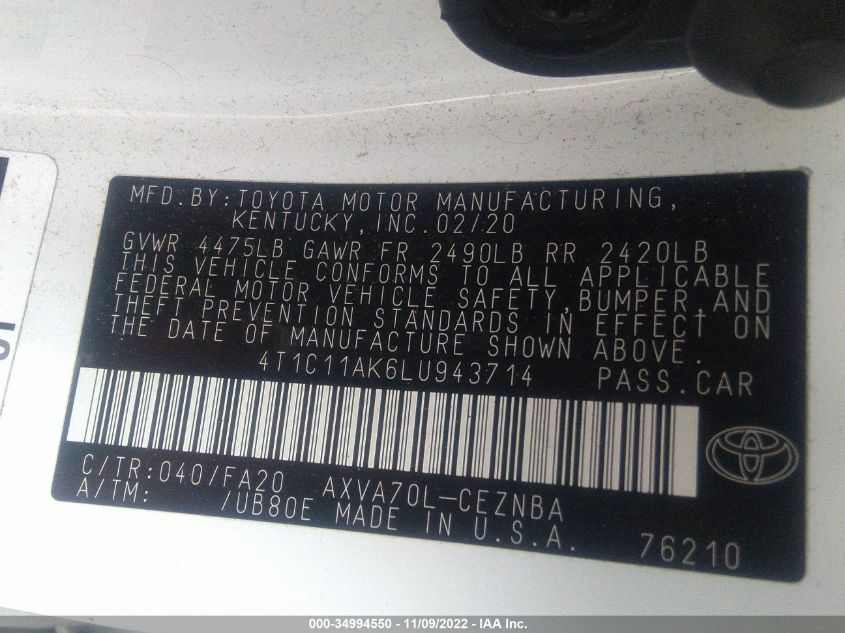 MFD.BY:TOYOTA MOTOR MANUFACTURING,
KENTUCKY,INC.02/20
GVWR 4475LB GAWR FR 2490LB RR 2420LB
THIS VEHICLE CONFORMS TO ALL APPLICABLE
FEDERAL MOTOR VEHICLE SAFETY,BUMPER,AND
THEFT PREVENTION STANDARDS IN EFFECT ON
THE DATE OF MANUFACTURE SHOWN ABOVE.
4T1C11AK6LU943714 PASS.CAR
C/TR:040/FA20 AXVA70L-CEZNBA
A/TM: /UB80E MADE IN U.S.A.
76210
000-34994550 - 11/09/2022 - IAA Inc.